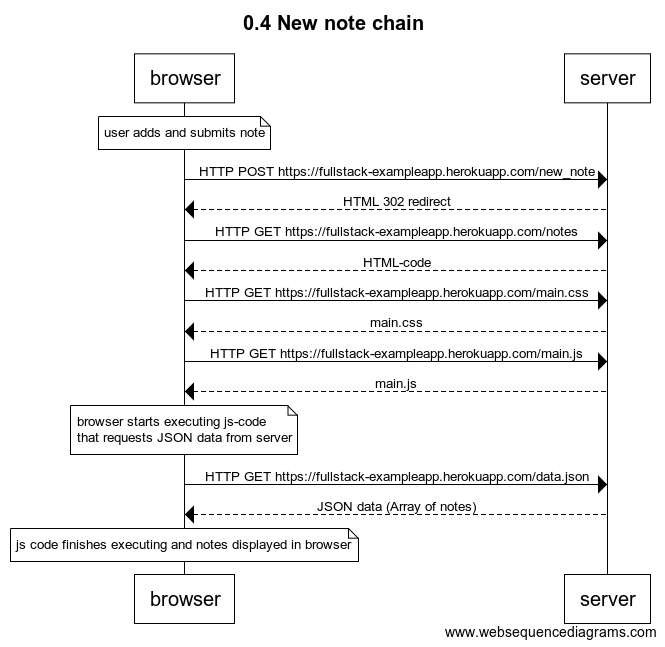 0.4 New note chain
browser
server
user adds and submits note
HTTP POST https://fullstack-exampleapp.herokuapp.com/new_note
HTML 302 redirect
HTTP GET https://fullstack-exampleapp.herokuapp.com/notes
HTML-code
HTTP GET https://fullstack-exampleapp.herokuapp.com/main.css
main.css
HTTP GET https://fullstack-exampleapp.herokuapp.com/main.js
main.js
browser starts executing js-code
that requests JSON data from server
HTTP GET https://fullstack-exampleapp.herokuapp.com/data.json
JSON data (Array of notes)
js code finishes executing and notes displayed in browser
browser
server
www.websequencediagrams.com